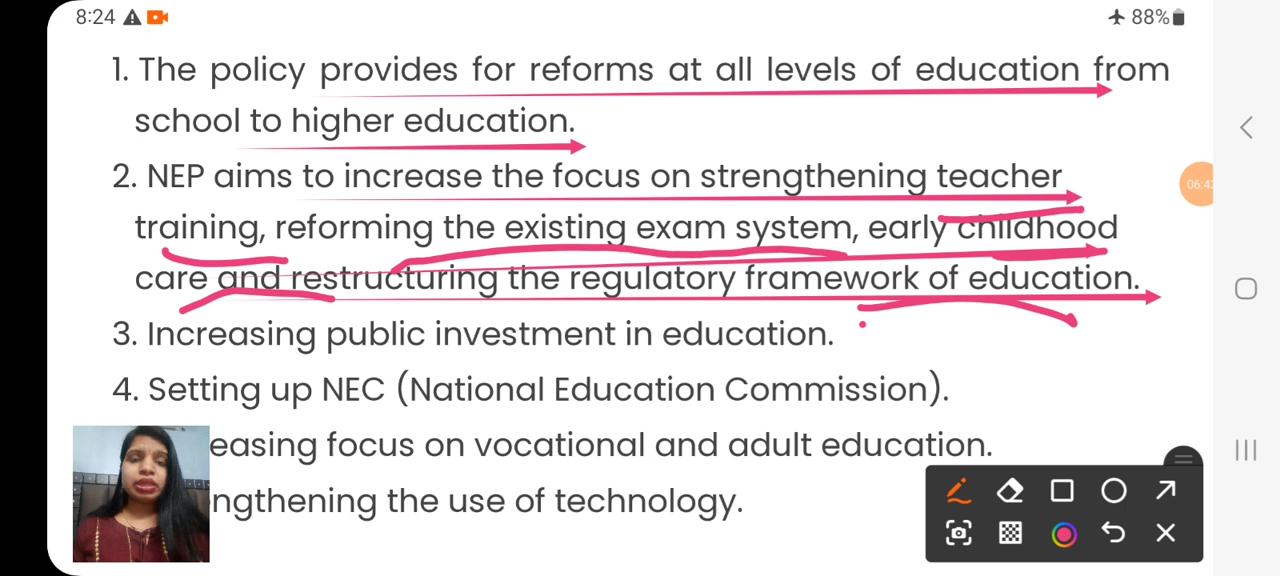 8:24
88%
1. The policy provides for reforms at all levels of education from
school to higher education.
2. NEP aims to increase the focus on strengthening teacher
training, reforming the existing exam system, early childhood
care and restructuring the regulatory framework of education.
3. Increasing public investment in education.
4. Setting up NEC (National Education Commission).
easing focus on vocational and adult education.
ngthening the use of technology.